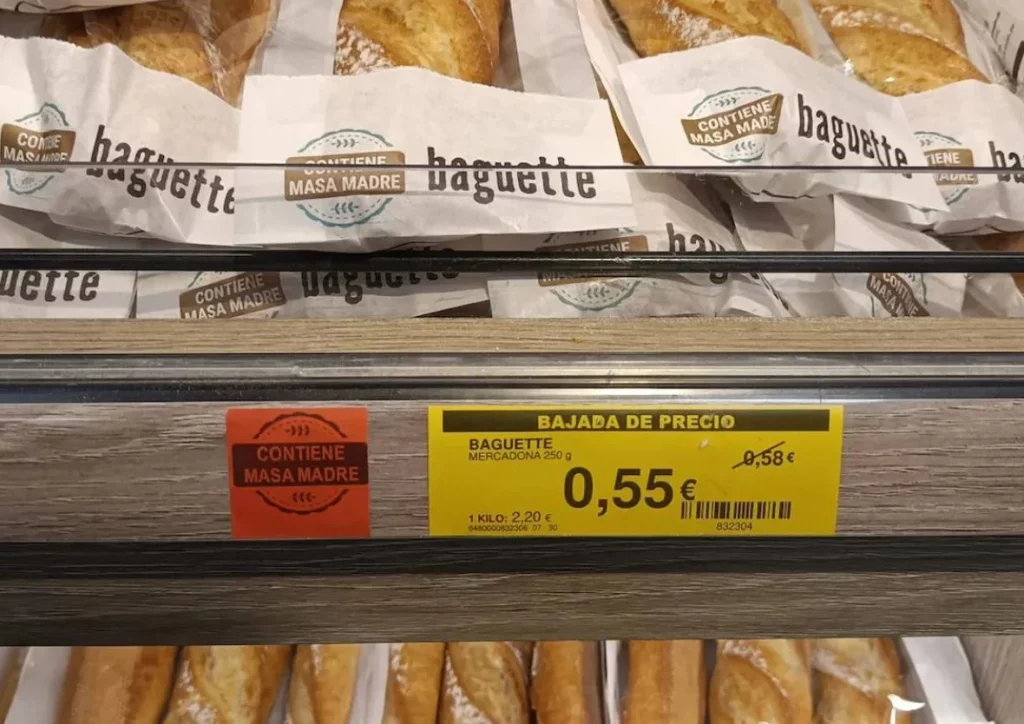 CONTIENE
MASA MADRE
baguette
CONTIENE
MASA MADRE
baguette
CONTIENE
MASA MADRE
baguette
CONTIENE
MASA MADRE
CONTIENE
MASA MADRE
baguette
CONTIENE
CONTIENE
MASA MADRE
BAJADA DE PRECIO
BAGUETTE
MERCADONA 250 g
0,58 €
0,55 €
1 KILO: 2,20 €
832304